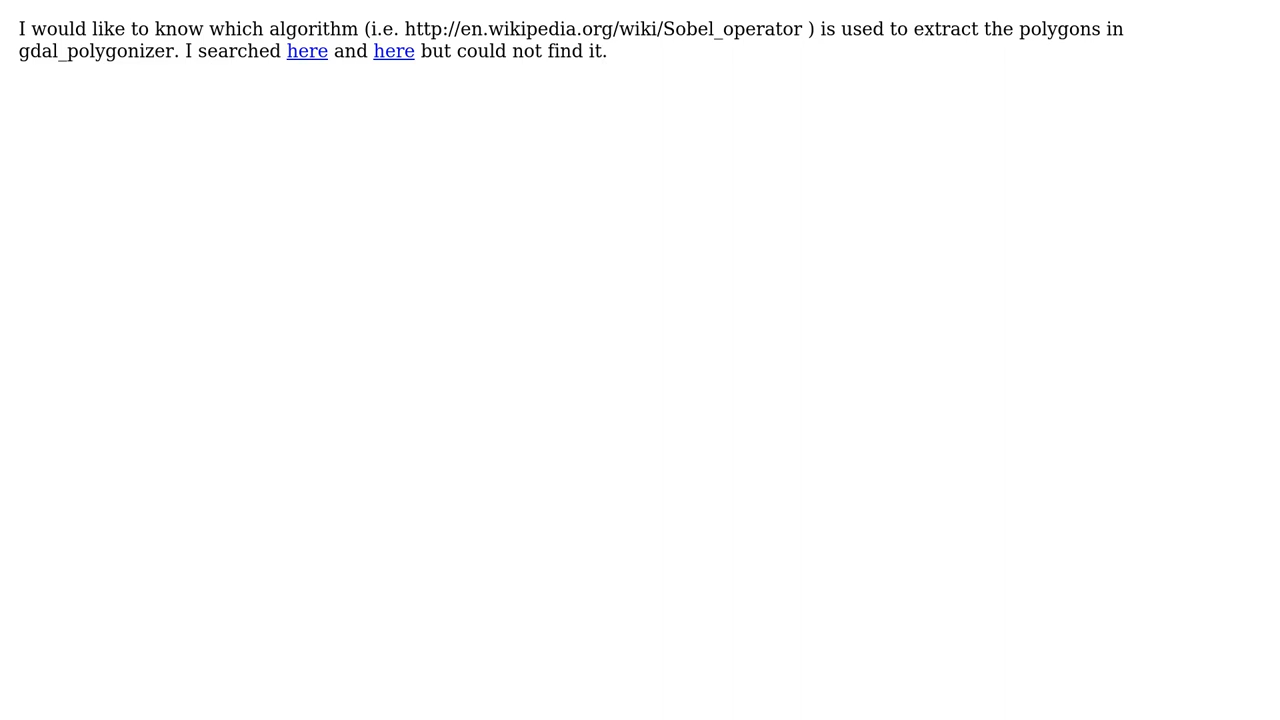 I would like to know which algorithm (i.e. http://en.wikipedia.org/wiki/Sobel_operator ) is used to extract the polygons in
gdal_polygonizer. I searched here and here but could not find it.